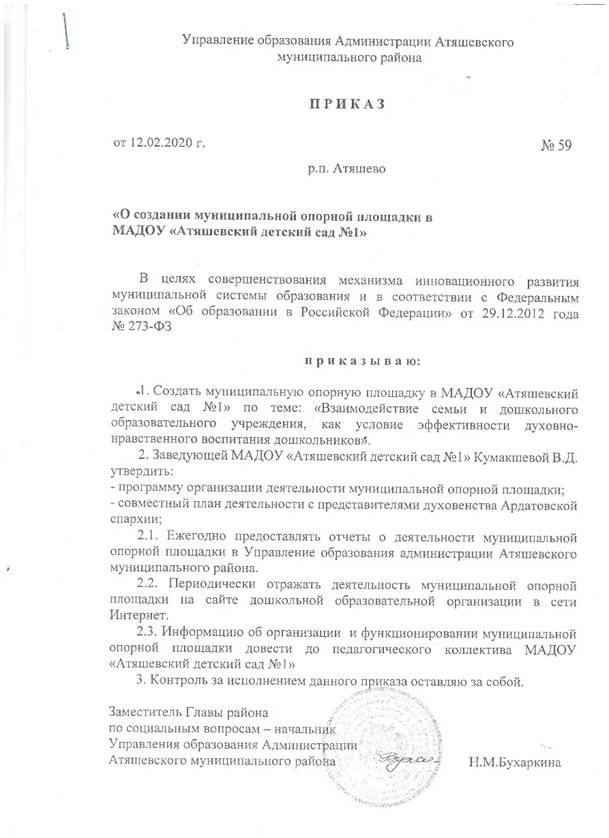 Управление образования Администрации Атяшевского
муниципального района
П Р И К А З
от 12.02.2020 г.
№ 59
р.п. Атяшево
«О создании муниципальной опорной площадки в
МАДОУ «Атяшевский детский сад №1»
В целях совершенствования механизма инновационного развития
муниципальной системы образования и в соответствии с Федеральным
законом «Об образовании в Российской Федерации» от 29.12.2012 года
№ 273-ФЗ
п р и к а з ы в а ю:
1. Создать муниципальную опорную площадку в МАДОУ «Атяшевский
детский сад №1» по теме: «Взаимодействие семьи и дошкольного
образовательного учреждения, как условие эффективности духовно-
нравственного воспитания дошкольников».
2. Заведующей МАДОУ «Атяшевский детский сад №1» Кумакшевой В.Д.
утвердить:
- программу организации деятельности муниципальной опорной площадки;
- совместный план деятельности с представителями духовенства Ардатовской
епархии;
2.1. Ежегодно предоставлять отчеты о деятельности муниципальной
опорной площадки в Управление образования администрации Атяшевского
муниципального района.
2.2. Периодически отражать деятельность муниципальной опорной
площадки на сайте дошкольной образовательной организации в сети
Интернет.
2.3. Информацию об организации и функционировании муниципальной
опорной площадки довести до педагогического коллектива МАДОУ
«Атяшевский детский сад №1»
3. Контроль за исполнением данного приказа оставляю за собой.
Заместитель Главы района
по социальным вопросам – начальник
Управления образования Администрации
Атяшевского муниципального района
Н.М.Бухаркина